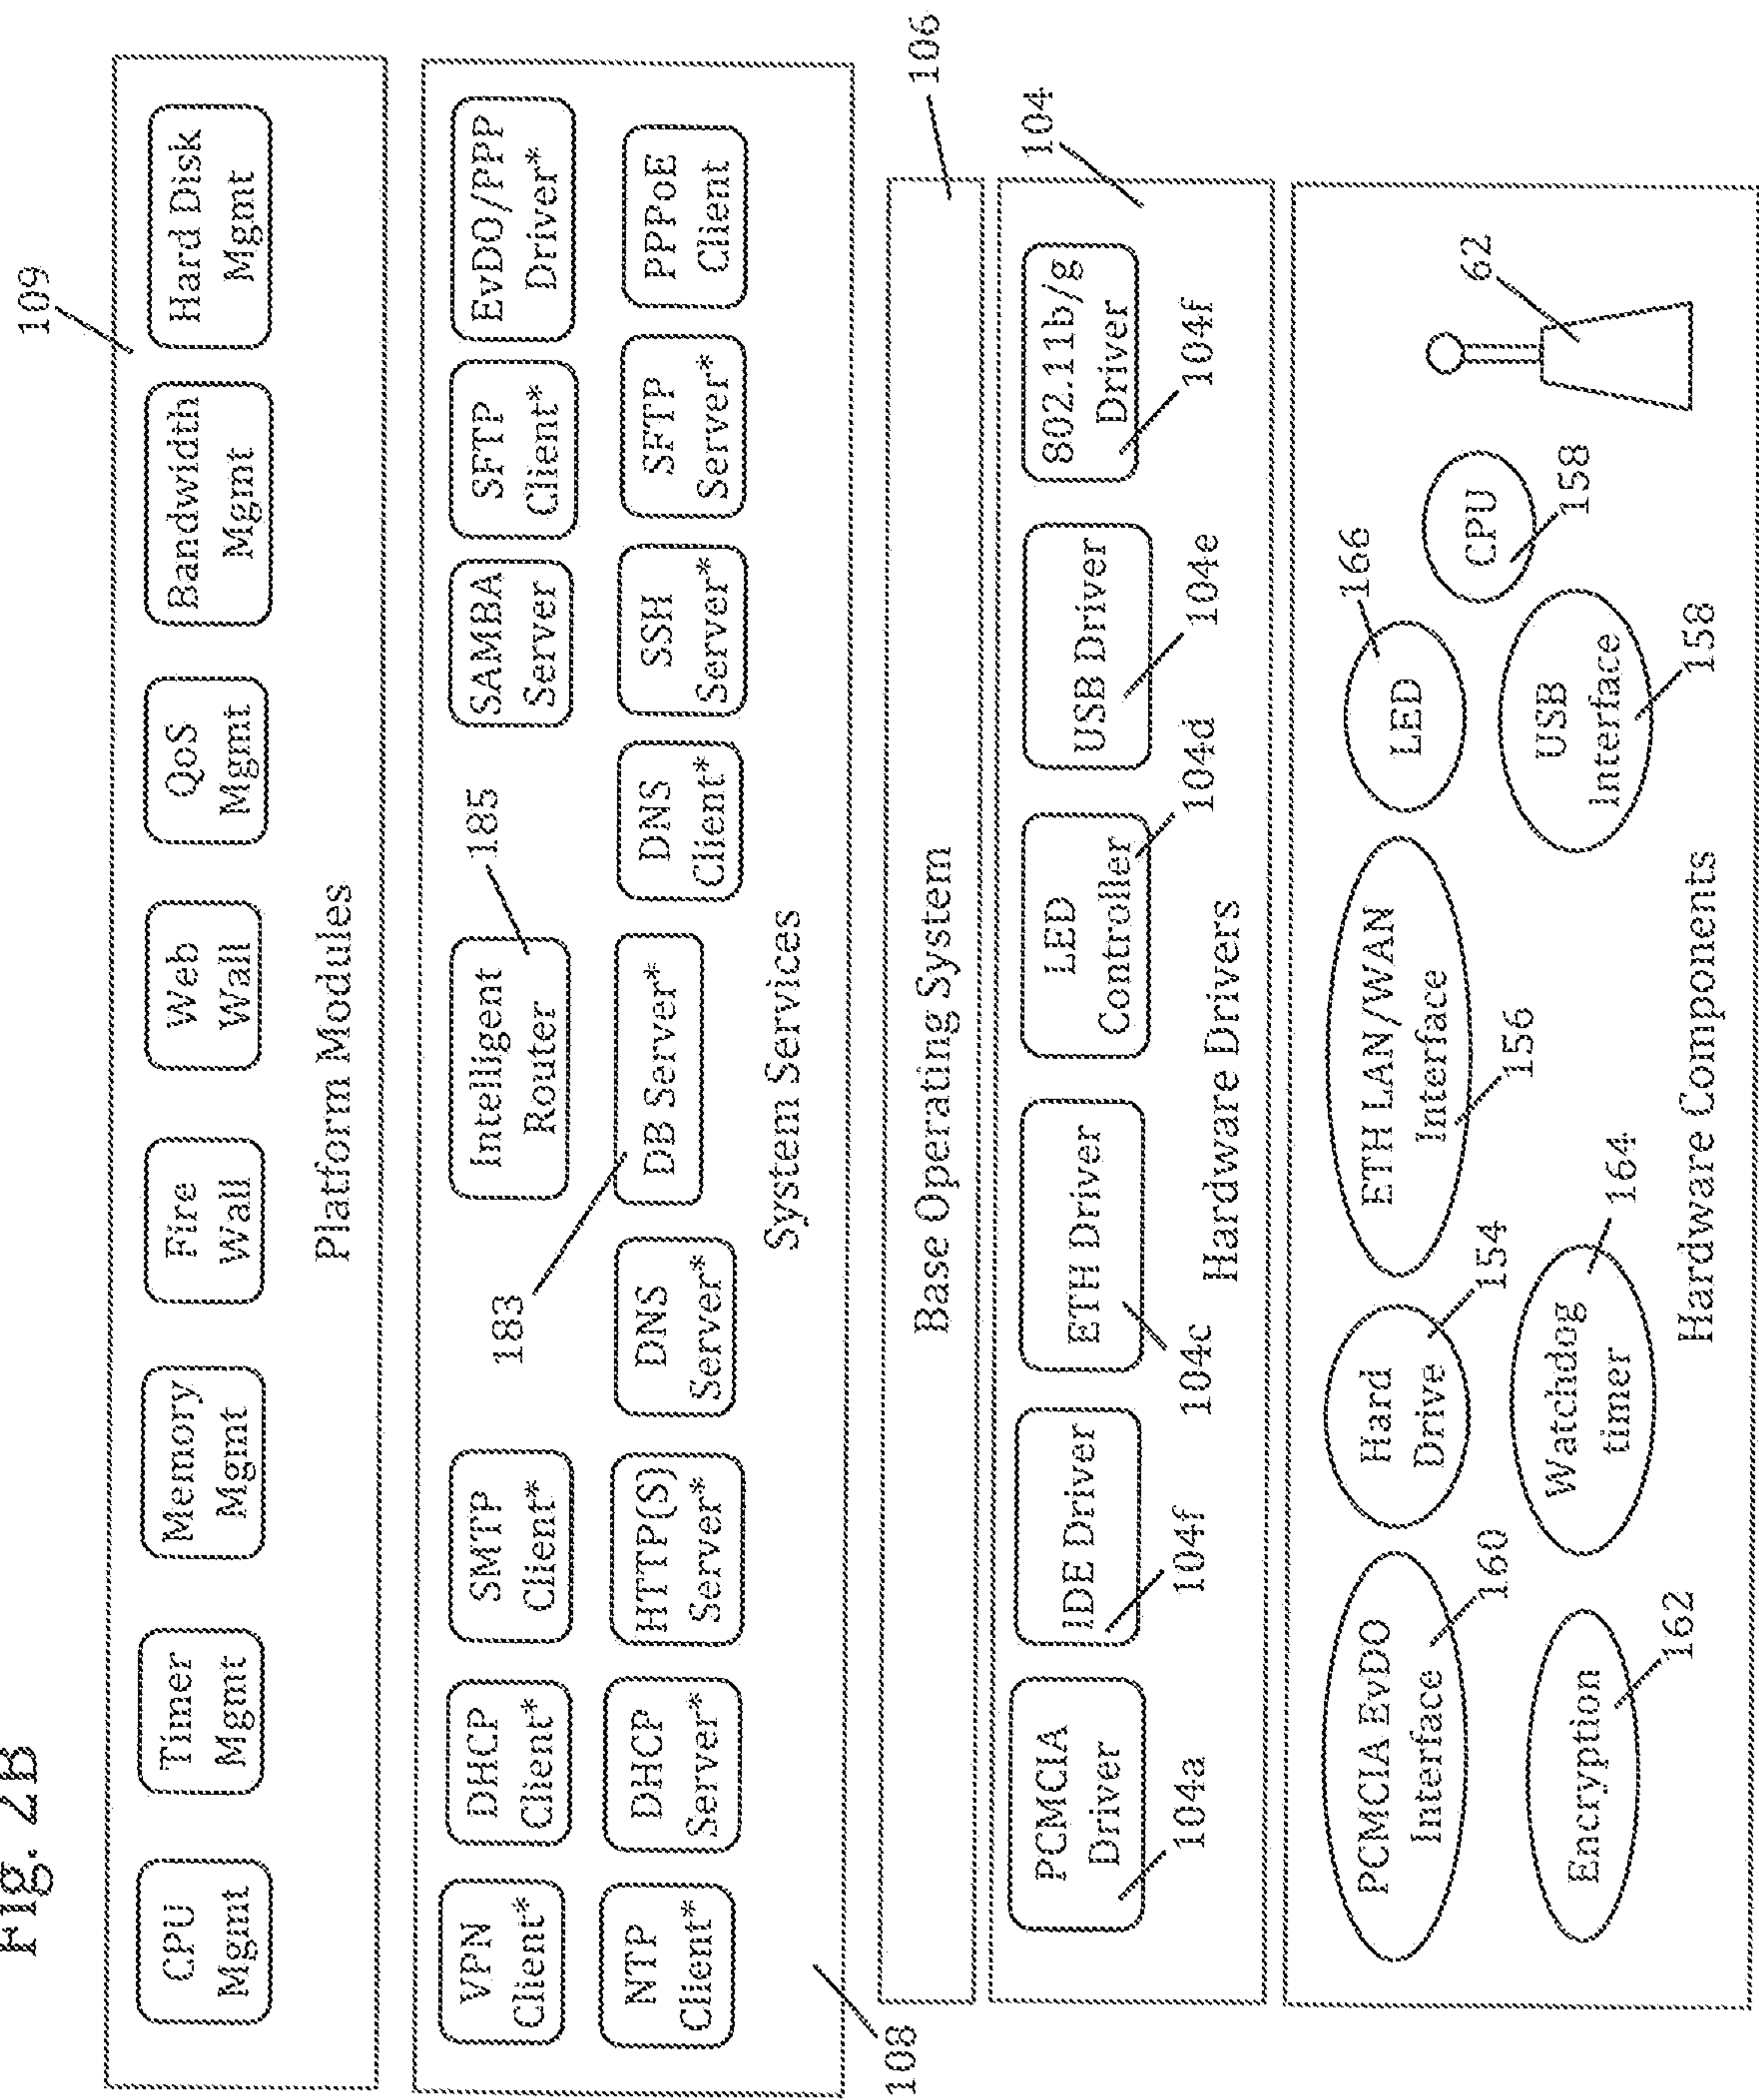 Fig. 2B
109
CPU
Mgmt
Timer
Mgmt
Memory
Mgmt
Fire
Wall
Web
Wall
QoS
Mgmt
Bandwidth
Mgmt
Hard Disk
Mgmt
Platform Modules
VPN
Client*
DHCP
Client*
SMTP
Client*
Intelligent
Router
185
SAMBA
Server
SFTP
Client*
EvDO/PPP
Driver*
183
NTP
Client*
DHCP
Server*
HTTP(S)
Server*
DNS
Server*
DB Server*
DNS
Client*
SSH
Server*
SFTP
Server*
PPPoE
Client
System Services
108
106
Base Operating System
104
PCMCIA
Driver
104a
IDE Driver
104f
ETH Driver
104c
LED
Controller
104d
USB Driver
104e
802.11b/g
Driver
104f
Hardware Drivers
PCMCIA EvDO
Interface
160
Hard
Drive
154
ETH LAN/WAN
Interface
156
LED
166
CPU
158
62
Encryption
162
Watchdog
timer
164
USB
Interface
158
Hardware Components